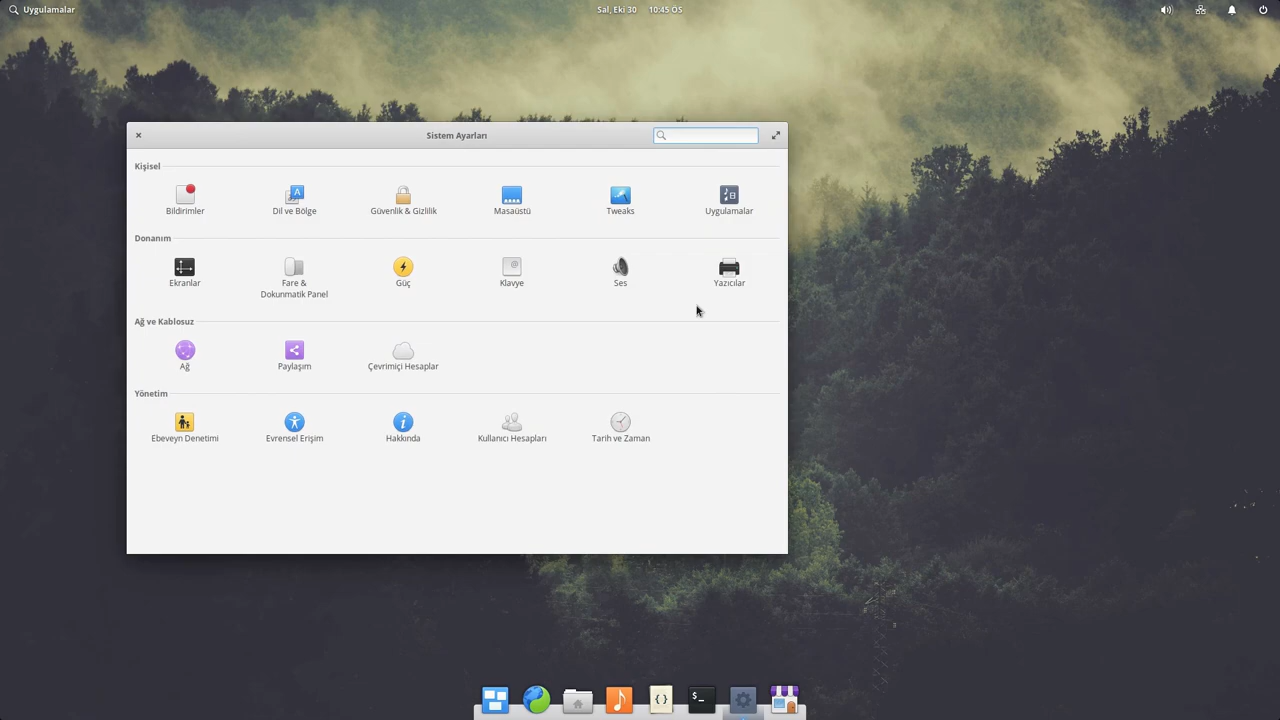 Uygulamalar
Sal, Eki 30 10:45 ÖS
Sistem Ayarları
Kişisel
Bildirimler
Dil ve Bölge
Güvenlik & Gizlilik
Masaüstü
Tweaks
Uygulamalar
Donanım
Ekranlar
Fare &
Dokunmatik Panel
Güç
Klavye
Ses
Yazıcılar
Ağ ve Kablosuz
Ağ
Paylaşım
Çevrimiçi Hesaplar
Yönetim
Ebeveyn Denetimi
Evrensel Erişim
Hakkında
Kullanıcı Hesapları
Tarih ve Zaman